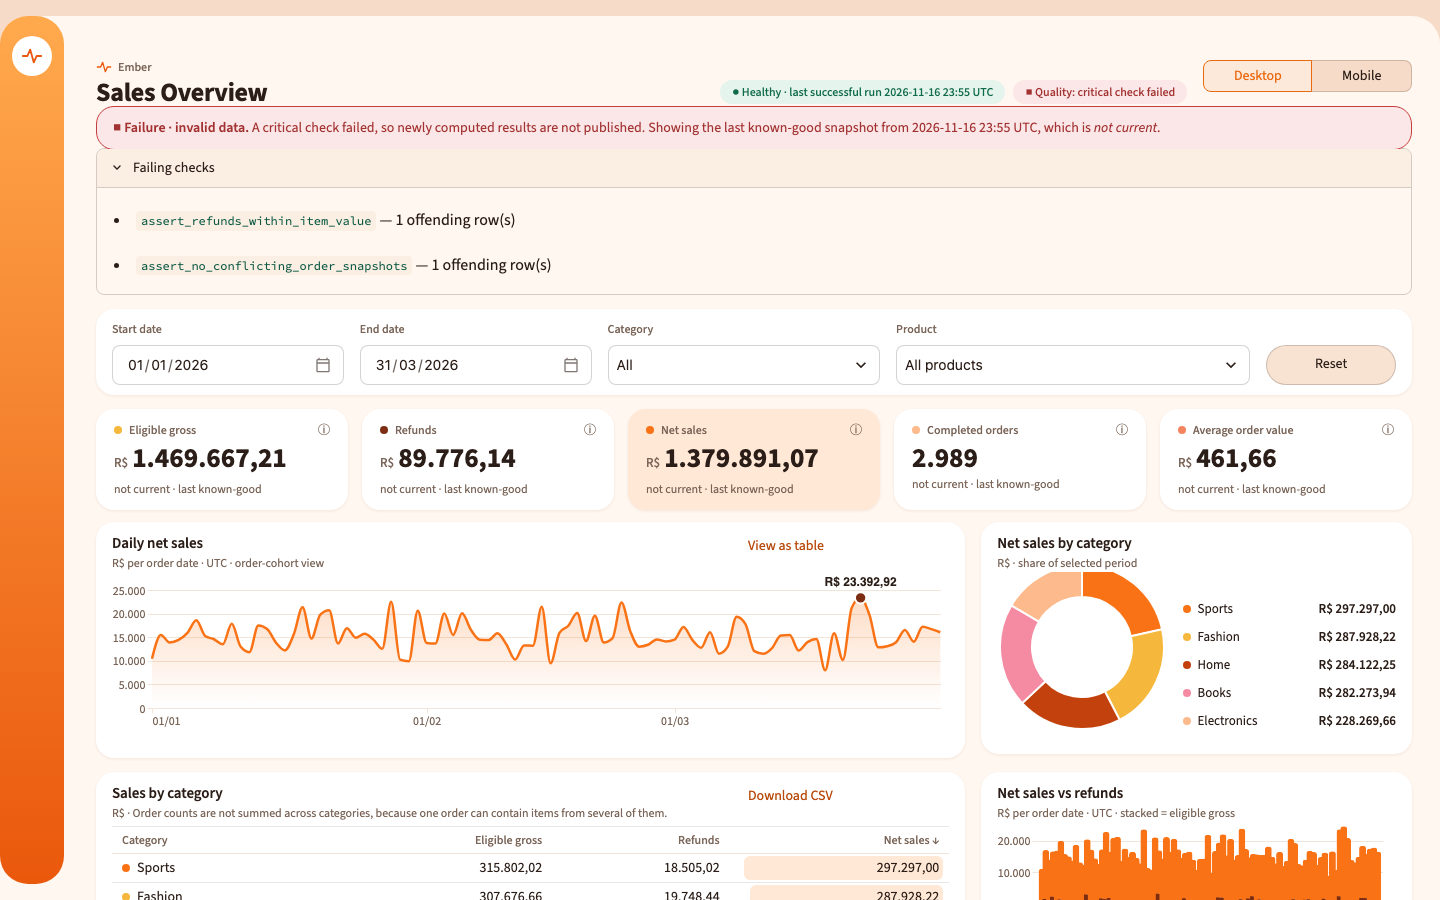 Ember
Sales Overview
Healthy · last successful run 2026-11-16 23:55 UTC
Quality: critical check failed
Desktop
Mobile
Failure · invalid data. A critical check failed, so newly computed results are not published. Showing the last known-good snapshot from 2026-11-16 23:55 UTC, which is not current.
Failing checks
assert_refunds_within_item_value — 1 offending row(s)
assert_no_conflicting_order_snapshots — 1 offending row(s)
Start date
End date
Category
Product
01/01/2026
31/03/2026
All
All products
Reset
Eligible gross
R$ 1.469.667,21
not current · last known-good
Refunds
R$ 89.776,14
not current · last known-good
Net sales
R$ 1.379.891,07
not current · last known-good
Completed orders
2.989
not current · last known-good
Average order value
R$ 461,66
not current · last known-good
Daily net sales
R$ per order date · UTC · order-cohort view
View as table
R$ 23.392,92
25.000
20.000
15.000
10.000
5.000
0
01/01
01/02
01/03
Net sales by category
R$ · share of selected period
Sports R$ 297.297,00
Fashion R$ 287.928,22
Home R$ 284.122,25
Books R$ 282.273,94
Electronics R$ 228.269,66
Sales by category
R$ · Order counts are not summed across categories, because one order can contain items from several of them.
Download CSV
Category Eligible gross Refunds Net sales ↓
Sports 315.802,02 18.505,02 297.297,00
Fashion 307.676,66 19.748,44 287.928,22
Net sales vs refunds
R$ per order date · UTC · stacked = eligible gross
20.000
10.000